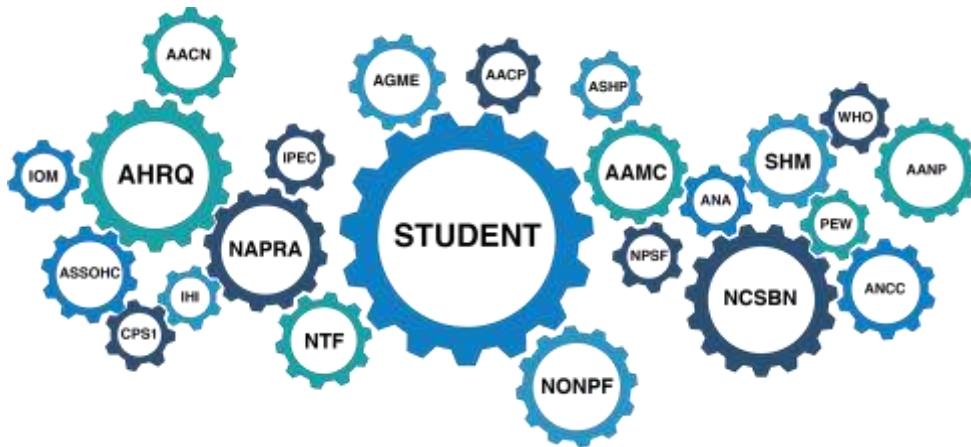 AACN
AGME
AACP
ASHP
WHO
IPEC
SHM
IOM
AHRQ
AAMC
AANP
ANA
PEW
STUDENT
NAPRA
NPSF
ASSOHC
IHI
NCSBN
ANCC
CPS1
NTF
NONPF